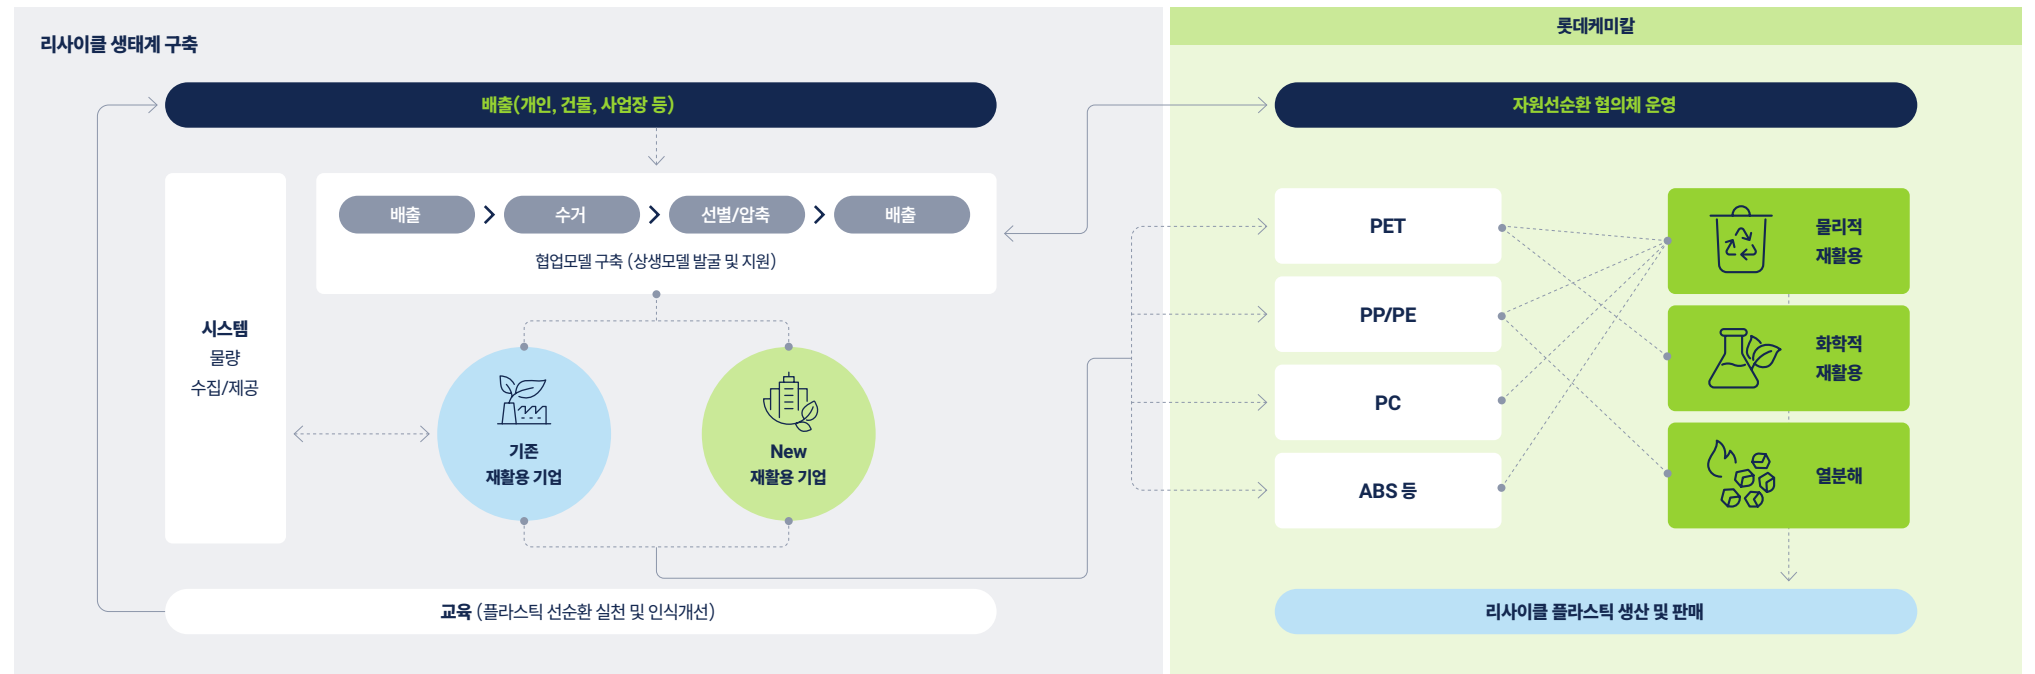 리사이클 생태계 구축
배출(개인, 건물, 사업장 등)
배출
수거
선별/압축
배출
협업모델 구축 (상생모델 발굴 및 지원)
시스템
물량
수집/제공
기존
재활용 기업
New
재활용 기업
교육 (플라스틱 선순환 실천 및 인식개선)
롯데케미칼
자원선순환 협의체 운영
PET
PP/PE
PC
ABS 등
물리적
재활용
화학적
재활용
열분해
리사이클 플라스틱 생산 및 판매